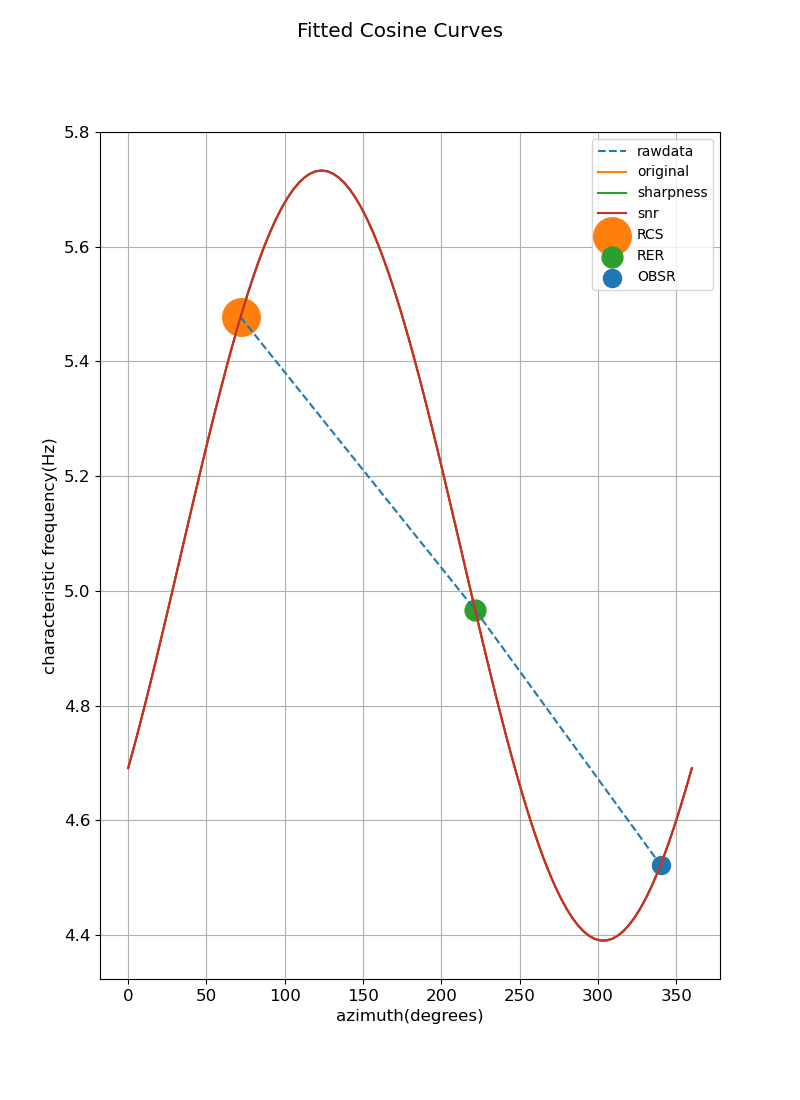 Fitted Cosine Curves
5.8
5.6
5.4
5.2
5.0
4.8
4.6
4.4
characteristic frequency(Hz)
rawdata
original
sharpness
snr
RCS
RER
OBSR
0 50 100 150 200 250 300 350
azimuth(degrees)